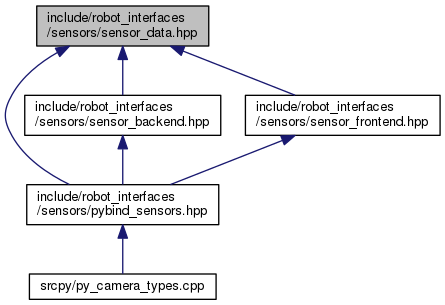 include/robot_interfaces
/sensors/sensor_data.hpp
include/robot_interfaces
/sensors/sensor_backend.hpp
include/robot_interfaces
/sensors/sensor_frontend.hpp
include/robot_interfaces
/sensors/pybind_sensors.hpp
srcpy/py_camera_types.cpp